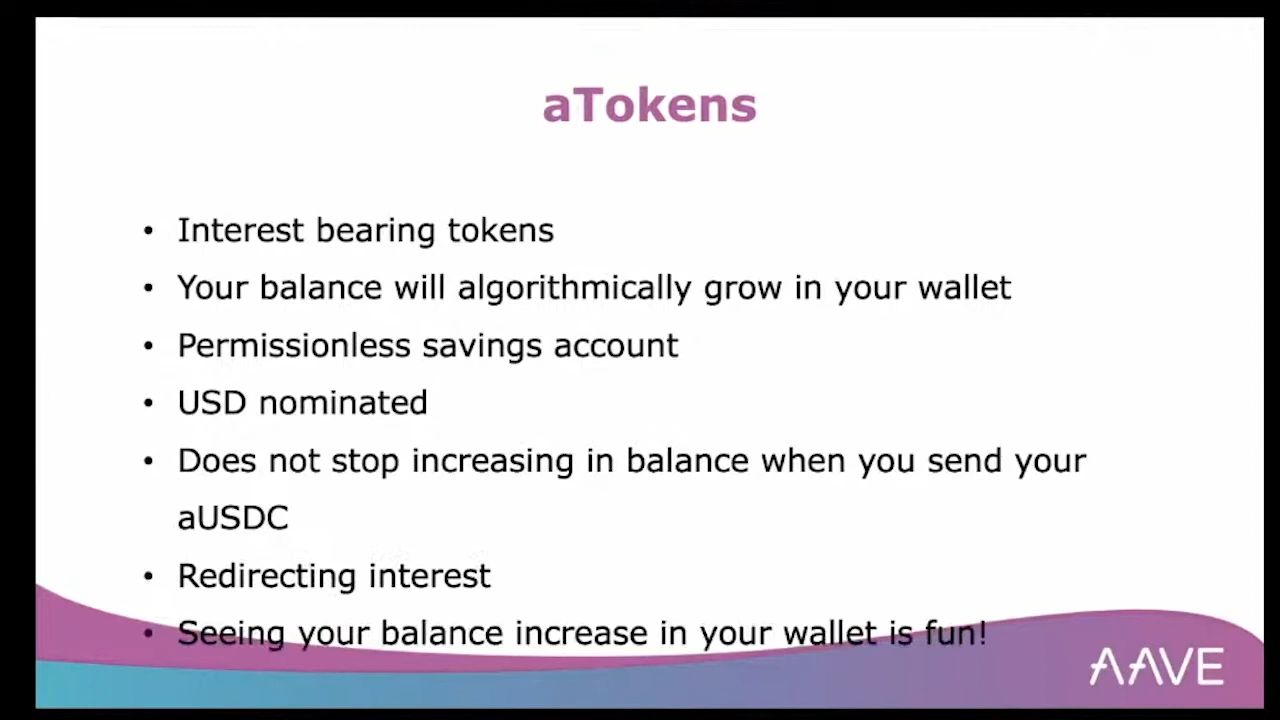 aTokens
• Interest bearing tokens
• Your balance will algorithmically grow in your wallet
• Permissionless savings account
• USD nominated
• Does not stop increasing in balance when you send your
aUSDC
• Redirecting interest
• Seeing your balance increase in your wallet is fun!
AAVE